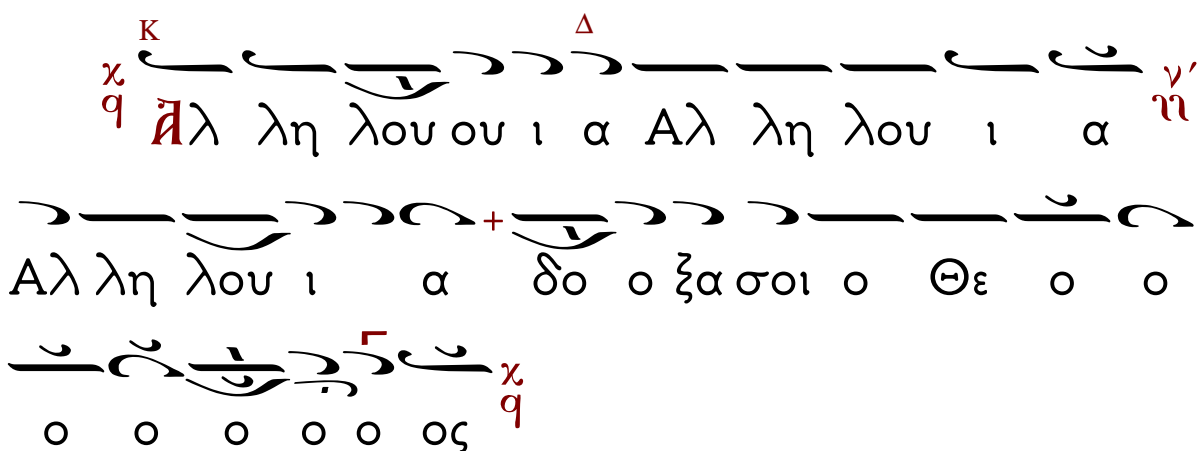 Κ Δ
χ ν′
q
Αλ λη λου ου ι α Αλ λη λου ι α
Αλ λη λου ι α + δο ο ξα σοι ο Θε ο ο
χ
q
ο ο ο ο ο ος